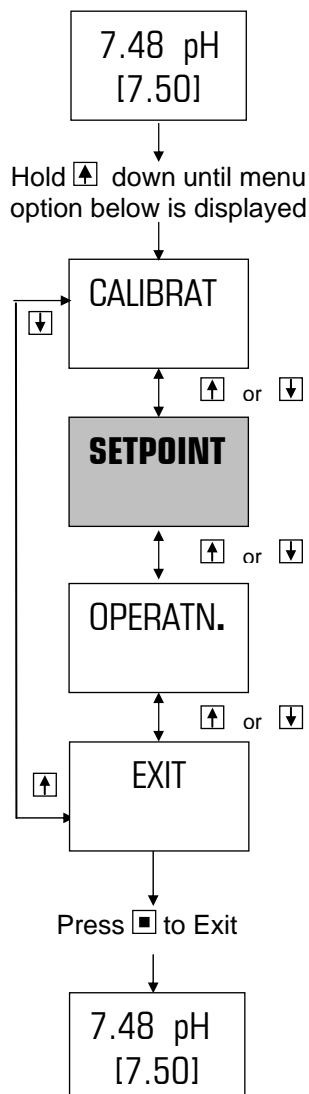 7.48 pH
[7.50]
Hold down until menu
option below is displayed
CALIBRAT
or
SETPOINT
or
OPERATN.
or
EXIT
Press to Exit
7.48 pH
[7.50]